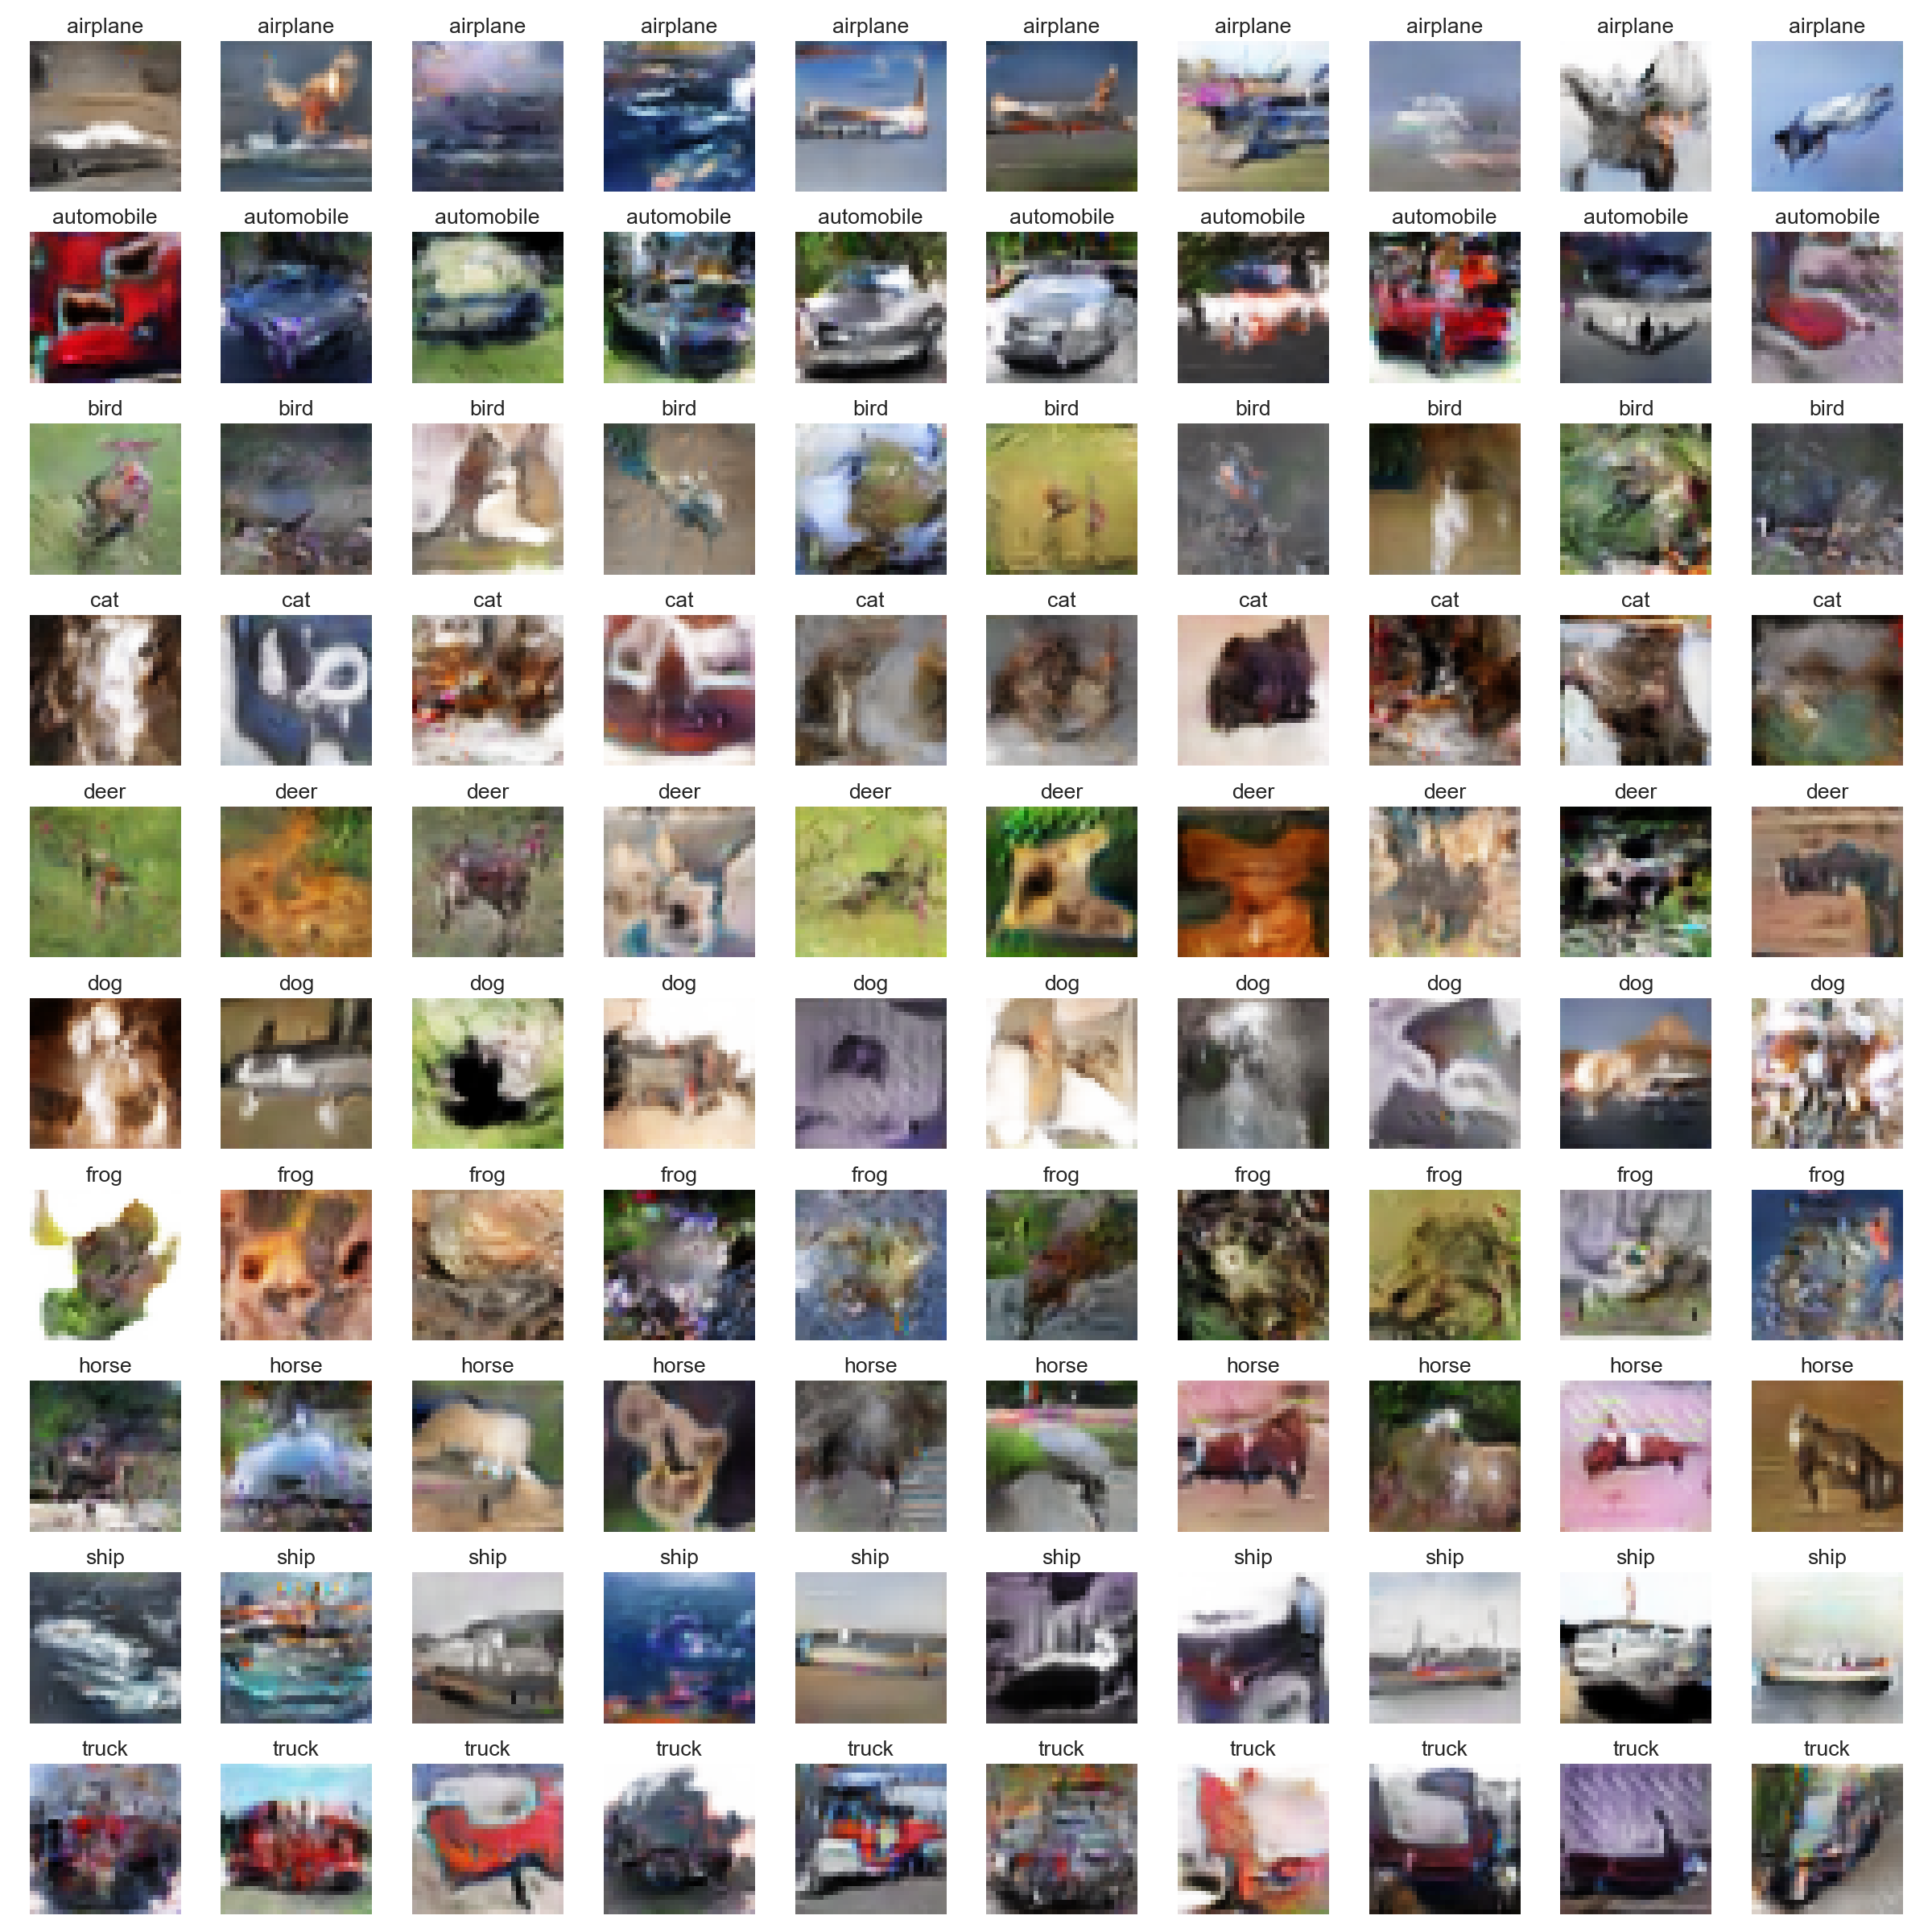 airplane airplane airplane airplane airplane airplane airplane airplane airplane airplane
automobile automobile automobile automobile automobile automobile automobile automobile automobile automobile
bird bird bird bird bird bird bird bird bird bird
cat cat cat cat cat cat cat cat cat cat
deer deer deer deer deer deer deer deer deer deer
dog dog dog dog dog dog dog dog dog dog
frog frog frog frog frog frog frog frog frog frog
horse horse horse horse horse horse horse horse horse horse
ship ship ship ship ship ship ship ship ship ship
truck truck truck truck truck truck truck truck truck truck